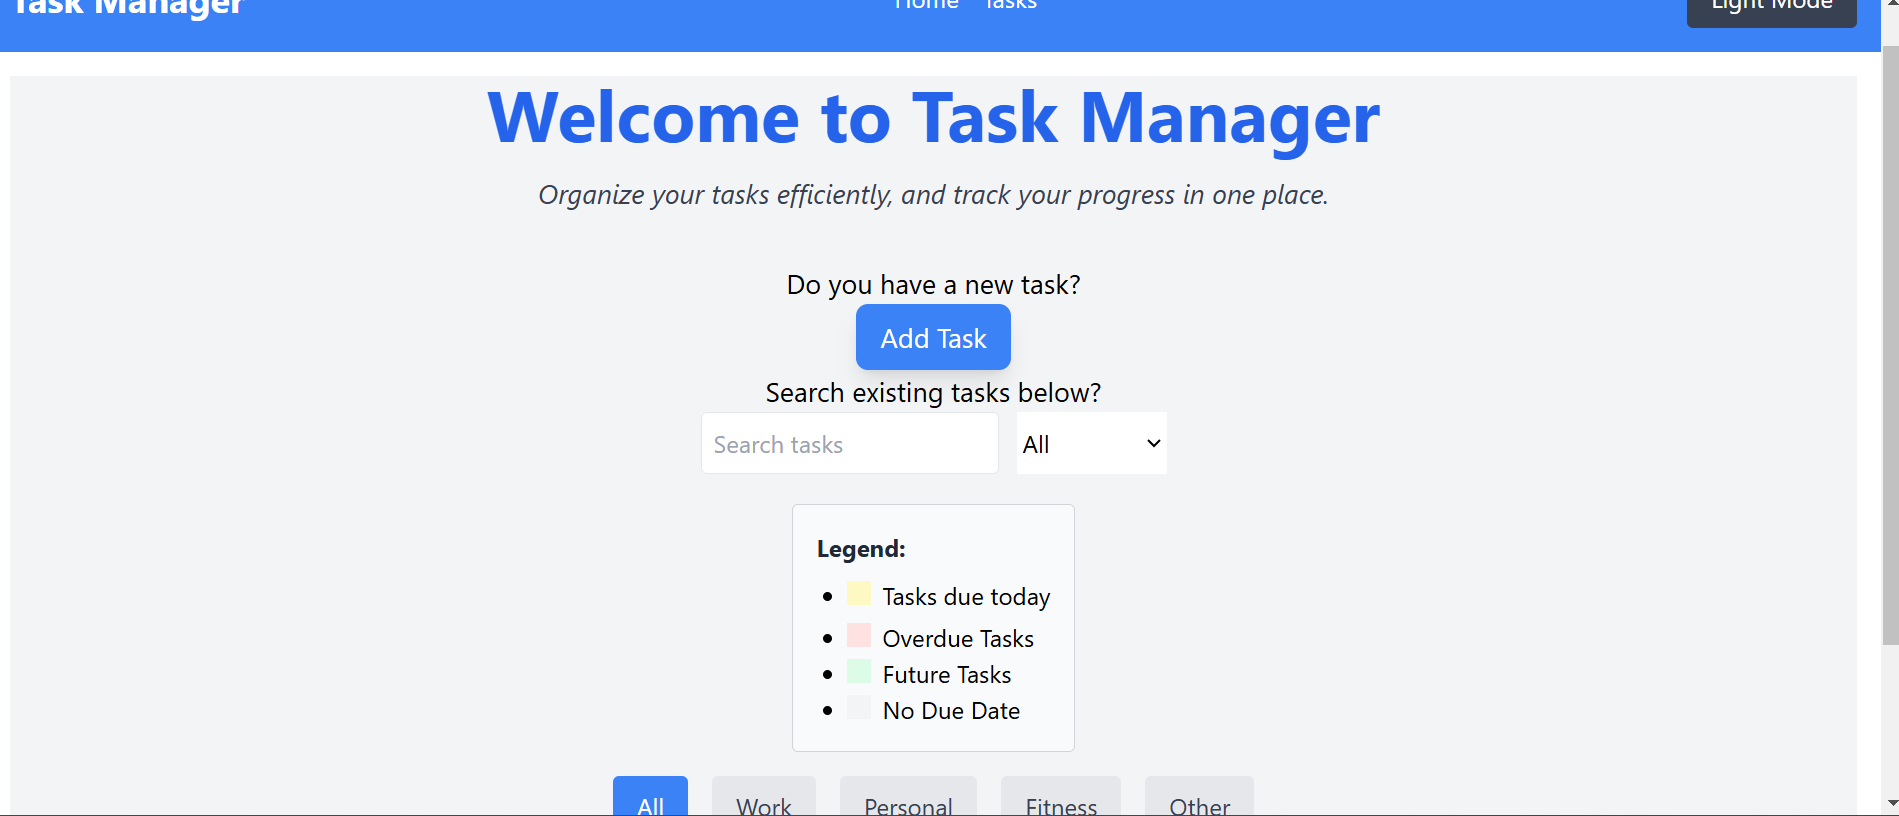 Task Manager
Home Tasks
Light Mode
Welcome to Task Manager
Organize your tasks efficiently, and track your progress in one place.
Do you have a new task?
Add Task
Search existing tasks below?
Search tasks
All
Legend:
Tasks due today
Overdue Tasks
Future Tasks
No Due Date
All Work Personal Fitness Other